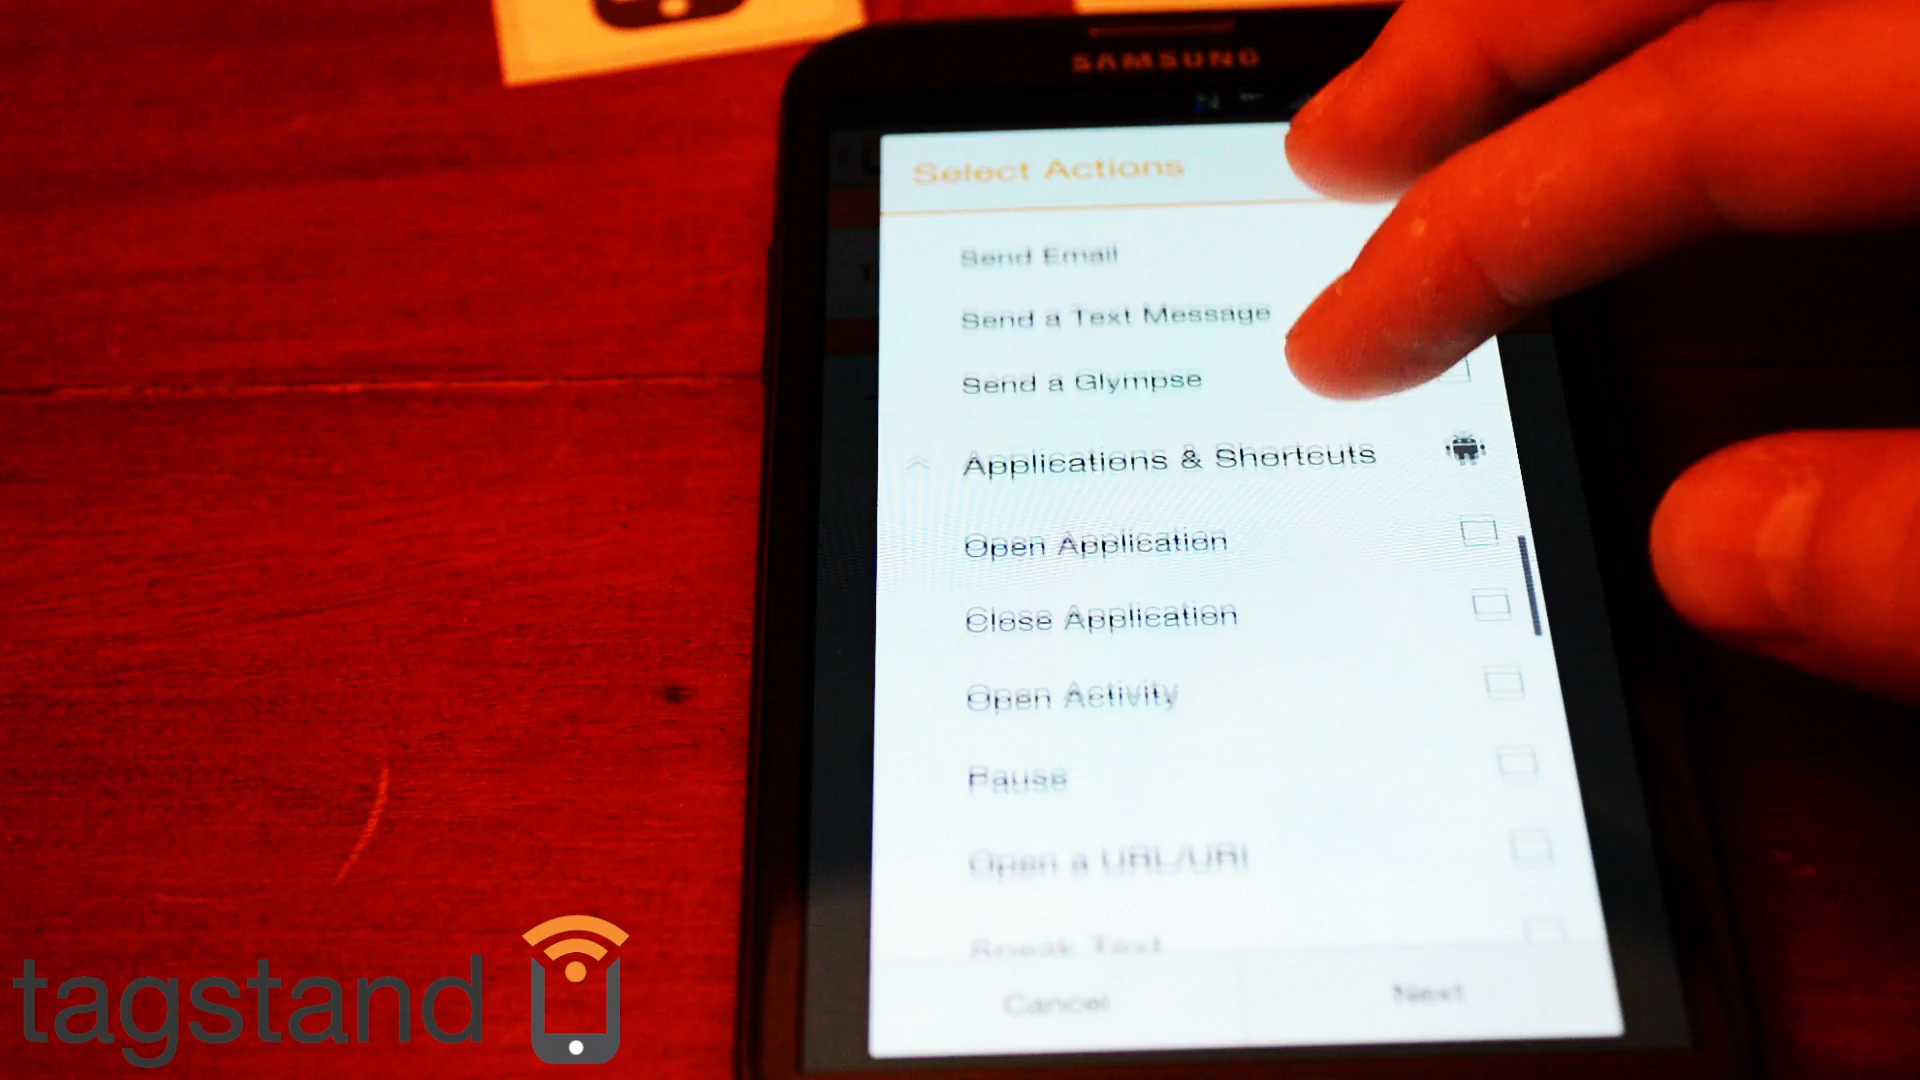 SAMSUNG
Select Actions
Send Email
Send a Text Message
Send a Glympse
Applications & Shortcuts
Open Application
Close Application
Open Activity
Pause
Open a URL/URI
Speak Text
Cancel
Next
tagstand